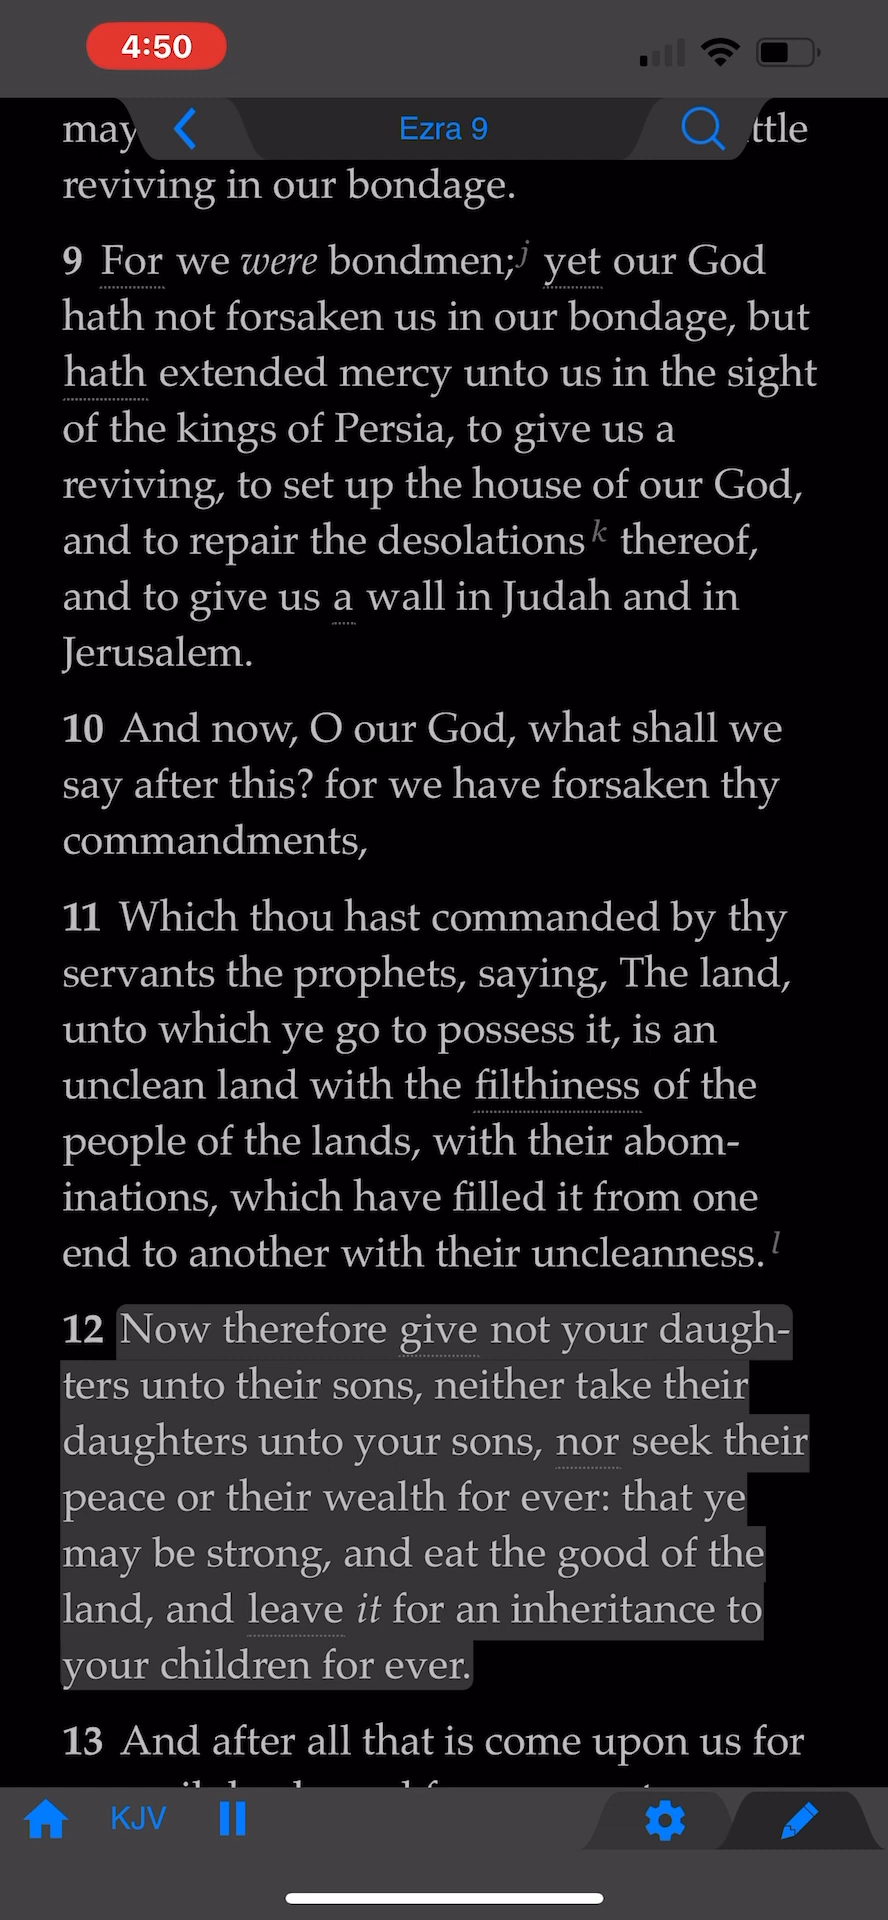 4:50
may
Ezra 9
ttle
reviving in our bondage.
9 For we were bondmen;j yet our God
hath not forsaken us in our bondage, but
hath extended mercy unto us in the sight
of the kings of Persia, to give us a
reviving, to set up the house of our God,
and to repair the desolations k thereof,
and to give us a wall in Judah and in
Jerusalem.
10 And now, O our God, what shall we
say after this? for we have forsaken thy
commandments,
11 Which thou hast commanded by thy
servants the prophets, saying, The land,
unto which ye go to possess it, is an
unclean land with the filthiness of the
people of the lands, with their abom-
inations, which have filled it from one
end to another with their uncleanness. l
12 Now therefore give not your daugh-
ters unto their sons, neither take their
daughters unto your sons, nor seek their
peace or their wealth for ever: that ye
may be strong, and eat the good of the
land, and leave it for an inheritance to
your children for ever.
13 And after all that is come upon us for
KJV